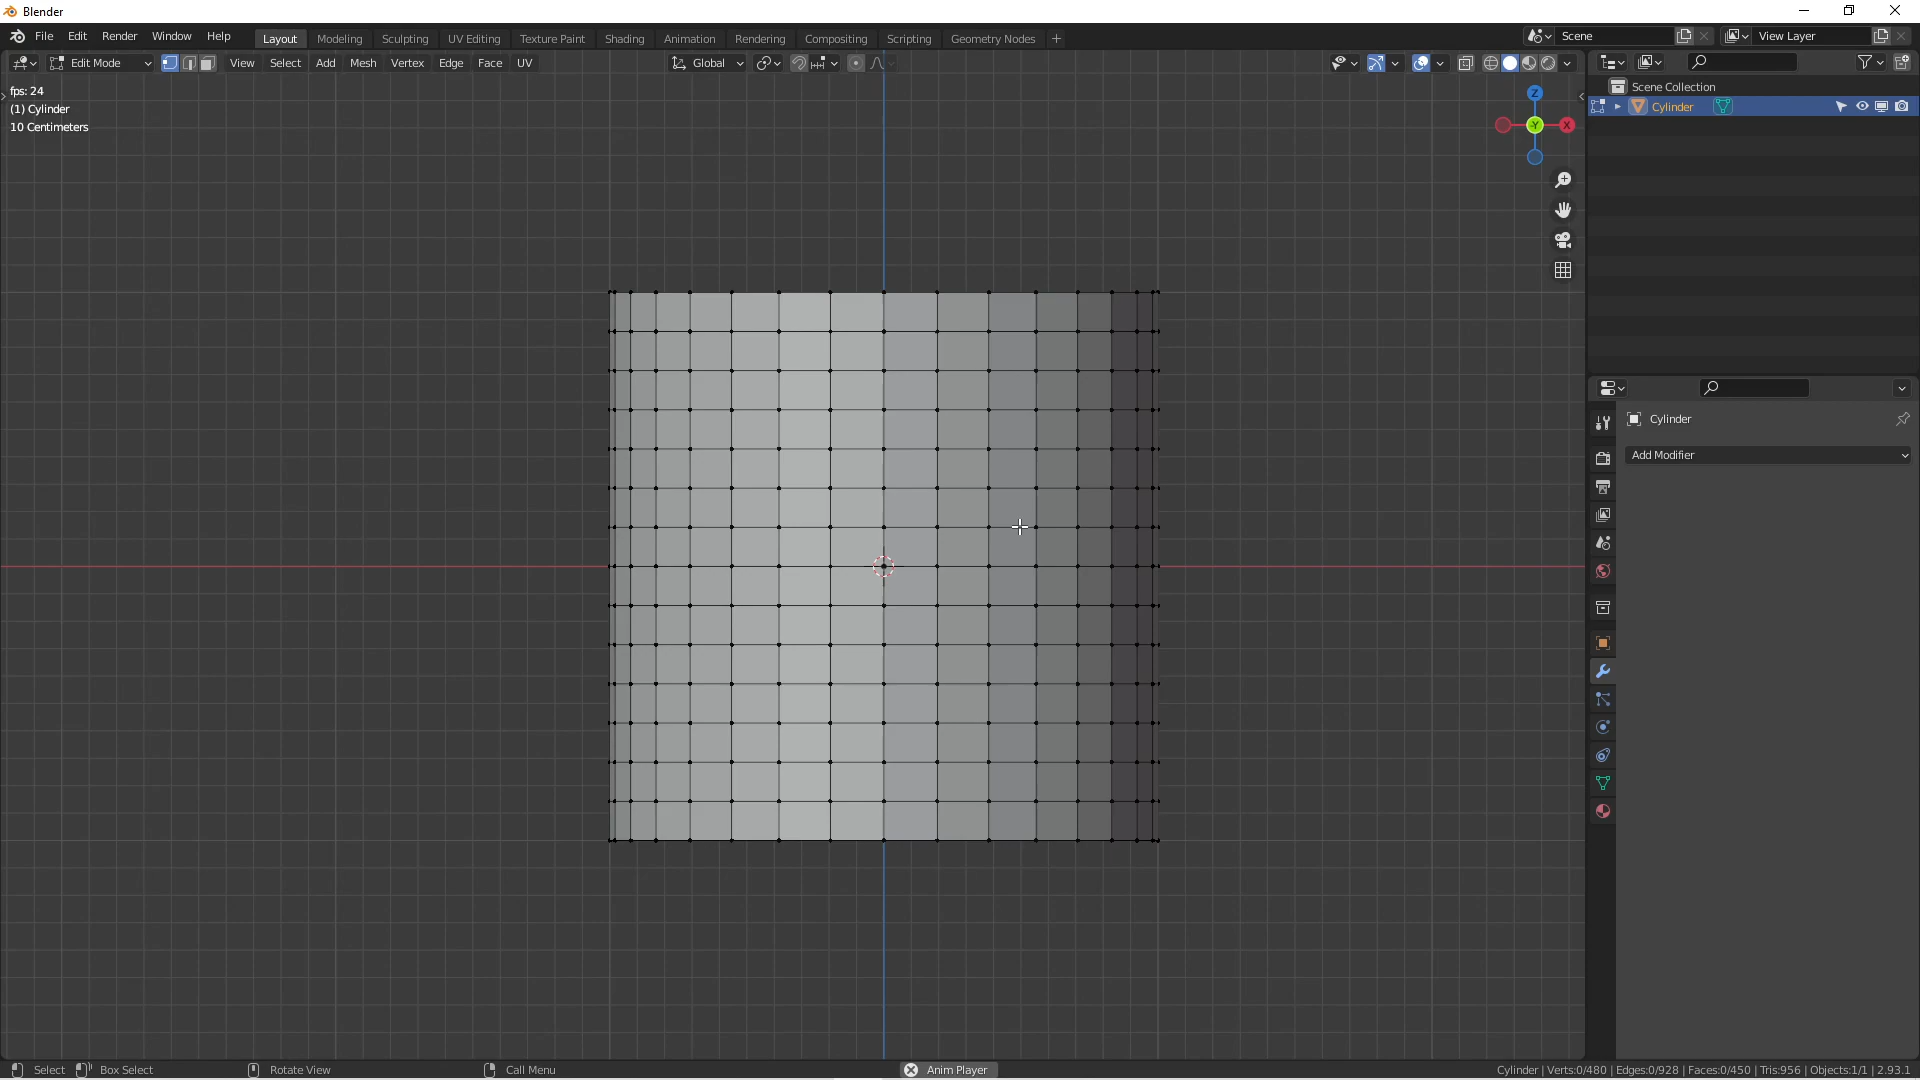 Blender
File Edit Render Window Help
Layout Modeling Sculpting UV Editing Texture Paint Shading Animation Rendering Compositing Scripting Geometry Nodes +
Scene
View Layer
Edit Mode View Select Add Mesh Vertex Edge Face UV
Global
fps: 24
(1) Cylinder
10 Centimeters
Z
-Y
X
Scene Collection
Cylinder
Cylinder
Add Modifier
Select Box Select Rotate View Call Menu Anim Player Cylinder | Verts:0/480 | Edges:0/928 | Faces:0/450 | Tris:956 | Objects:1/1 | 2.93.1